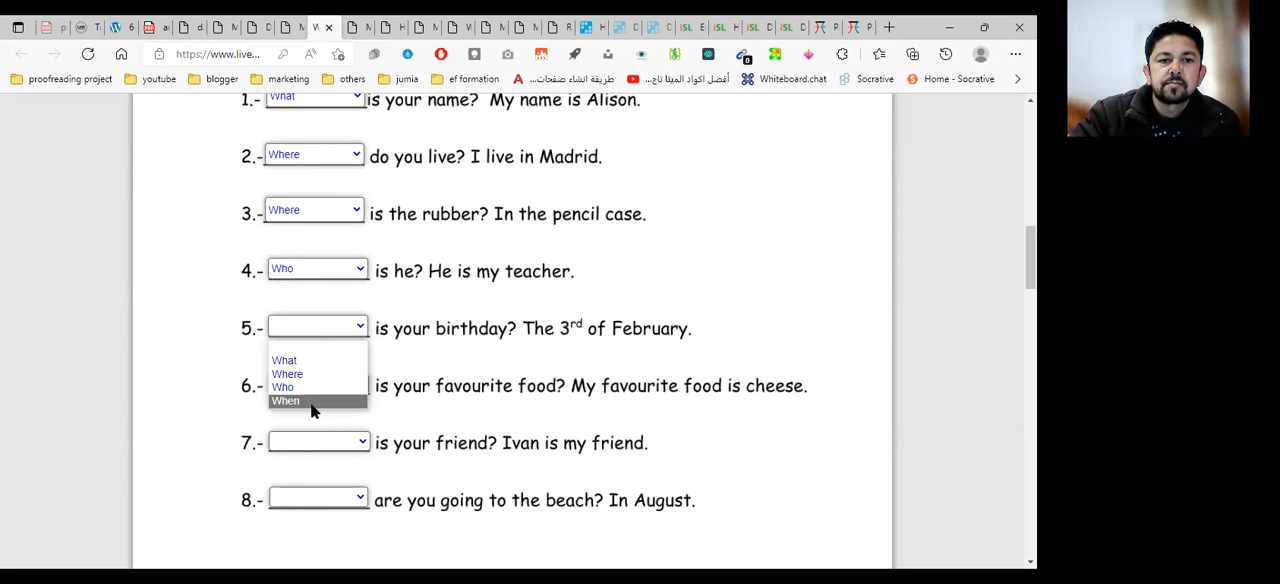 6
https://www.live...
proofreading project
youtube
blogger
marketing
others
jumia
ef formation
طريقة انشاء صفحات...
أفضل اكواد الميتا تاج...
Whiteboard.chat
Socrative
Home - Socrative
1.- What is your name? My name is Alison.
2.- Where do you live? I live in Madrid.
3.- Where is the rubber? In the pencil case.
4.- Who is he? He is my teacher.
5.- is your birthday? The 3rd of February.
What
Where
Who
When
6.- is your favourite food? My favourite food is cheese.
7.- is your friend? Ivan is my friend.
8.- are you going to the beach? In August.